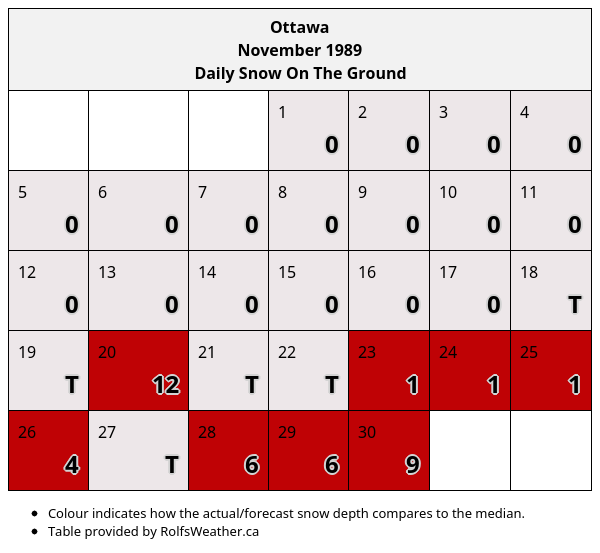 Ottawa
November 1989
Daily Snow On The Ground
1 2 3 4
0 0 0 0
5 6 7 8 9 10 11
0 0 0 0 0 0 0
12 13 14 15 16 17 18
0 0 0 0 0 0 T
19 20 21 22 23 24 25
T 12 T T 1 1 1
26 27 28 29 30
4 T 6 6 9
• Colour indicates how the actual/forecast snow depth compares to the median.
• Table provided by RolfsWeather.ca